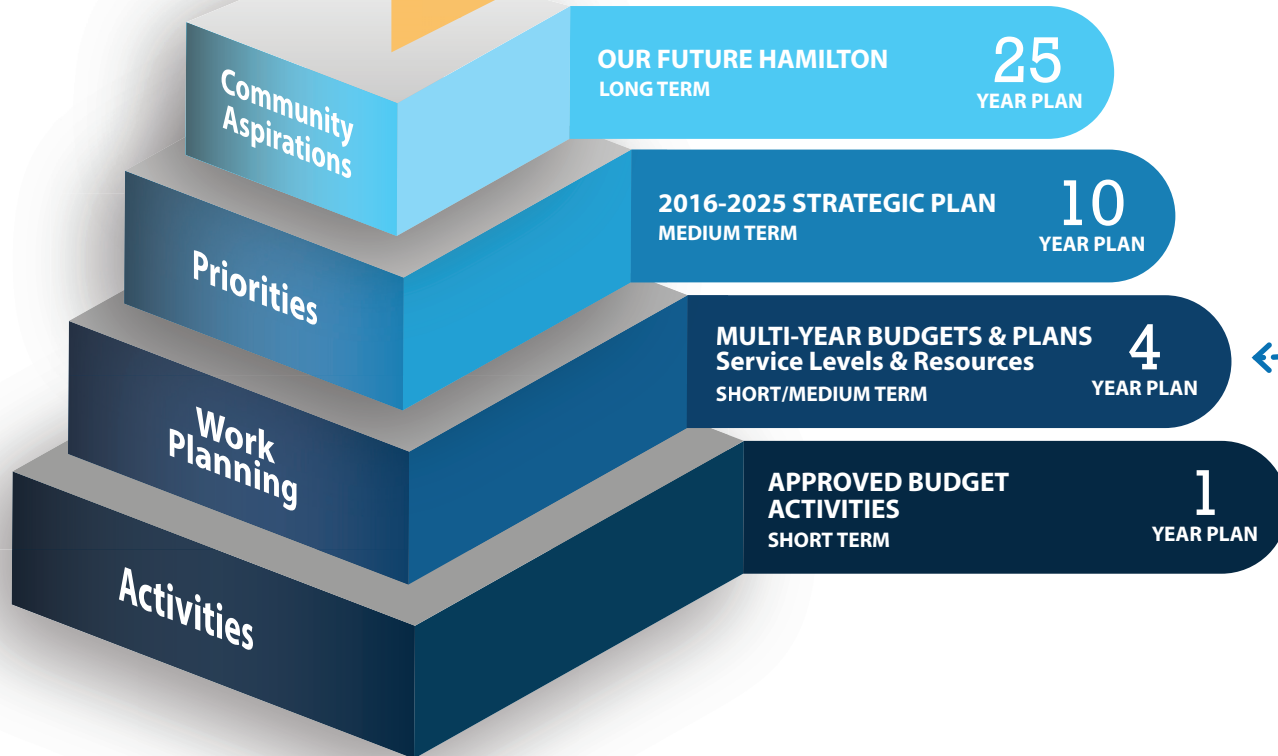 Community
Aspirations
OUR FUTURE HAMILTON
LONG TERM
25
YEAR PLAN
Priorities
2016-2025 STRATEGIC PLAN
MEDIUM TERM
10
YEAR PLAN
Work
Planning
MULTI-YEAR BUDGETS & PLANS
Service Levels & Resources
SHORT/MEDIUM TERM
4
YEAR PLAN
Activities
APPROVED BUDGET
ACTIVITIES
SHORT TERM
1
YEAR PLAN